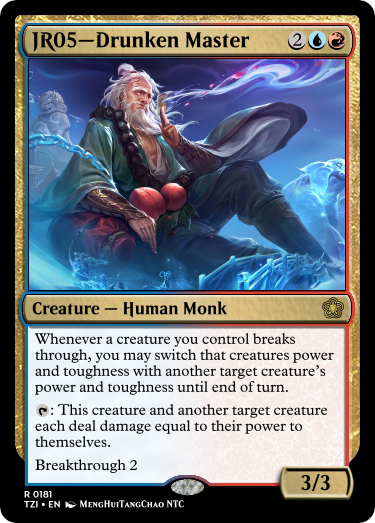 JR05—Drunken Master 2
Creature — Human Monk
Whenever a creature you control breaks
through, you may switch that creatures power
and toughness with another target creature's
power and toughness until end of turn.
: This creature and another target creature
each deal damage equal to their power to
themselves.
Breakthrough 2
3/3
R 0181
TZI • EN MengHuiTangChao NTC